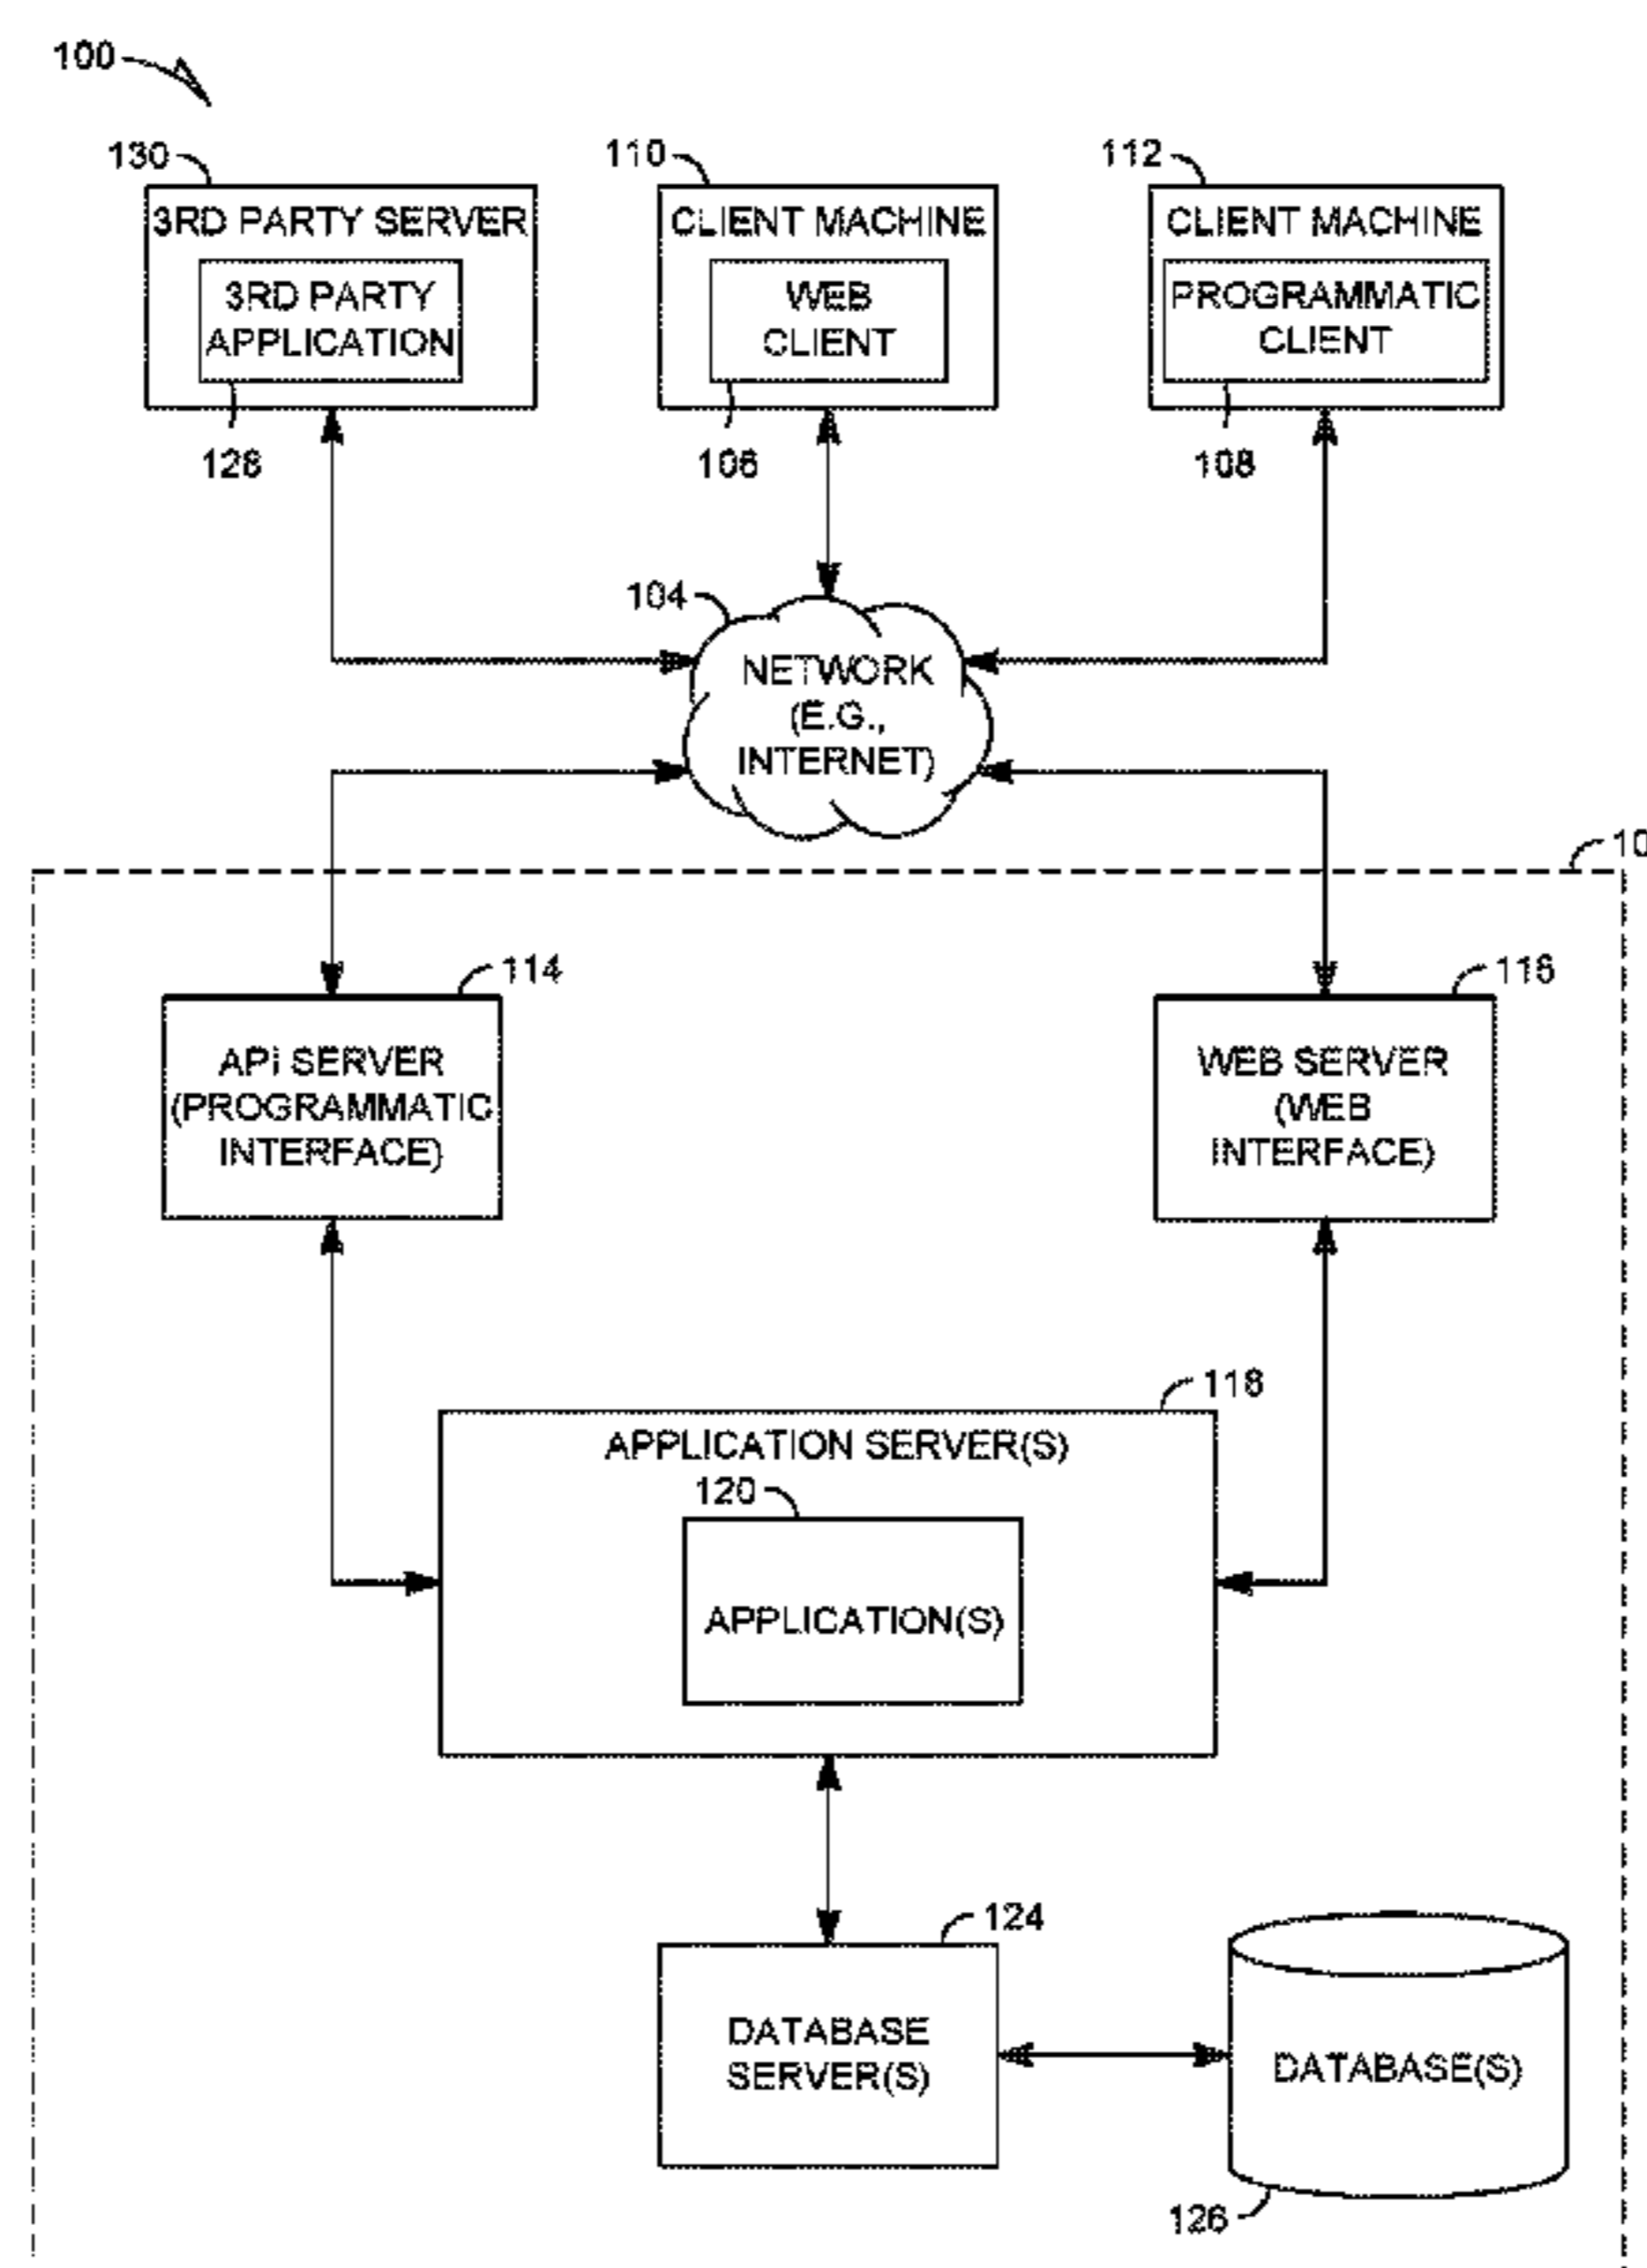 100
130
110
112
3RD PARTY SERVER
CLIENT MACHINE
CLIENT MACHINE
3RD PARTY
APPLICATION
WEB
CLIENT
PROGRAMMATIC
CLIENT
128
106
108
104
NETWORK
(E.G.,
INTERNET)
10
114
116
API SERVER
(PROGRAMMATIC
INTERFACE)
WEB SERVER
(WEB
INTERFACE)
118
APPLICATION SERVER(S)
120
APPLICATION(S)
124
DATABASE
SERVER(S)
DATABASE(S)
126